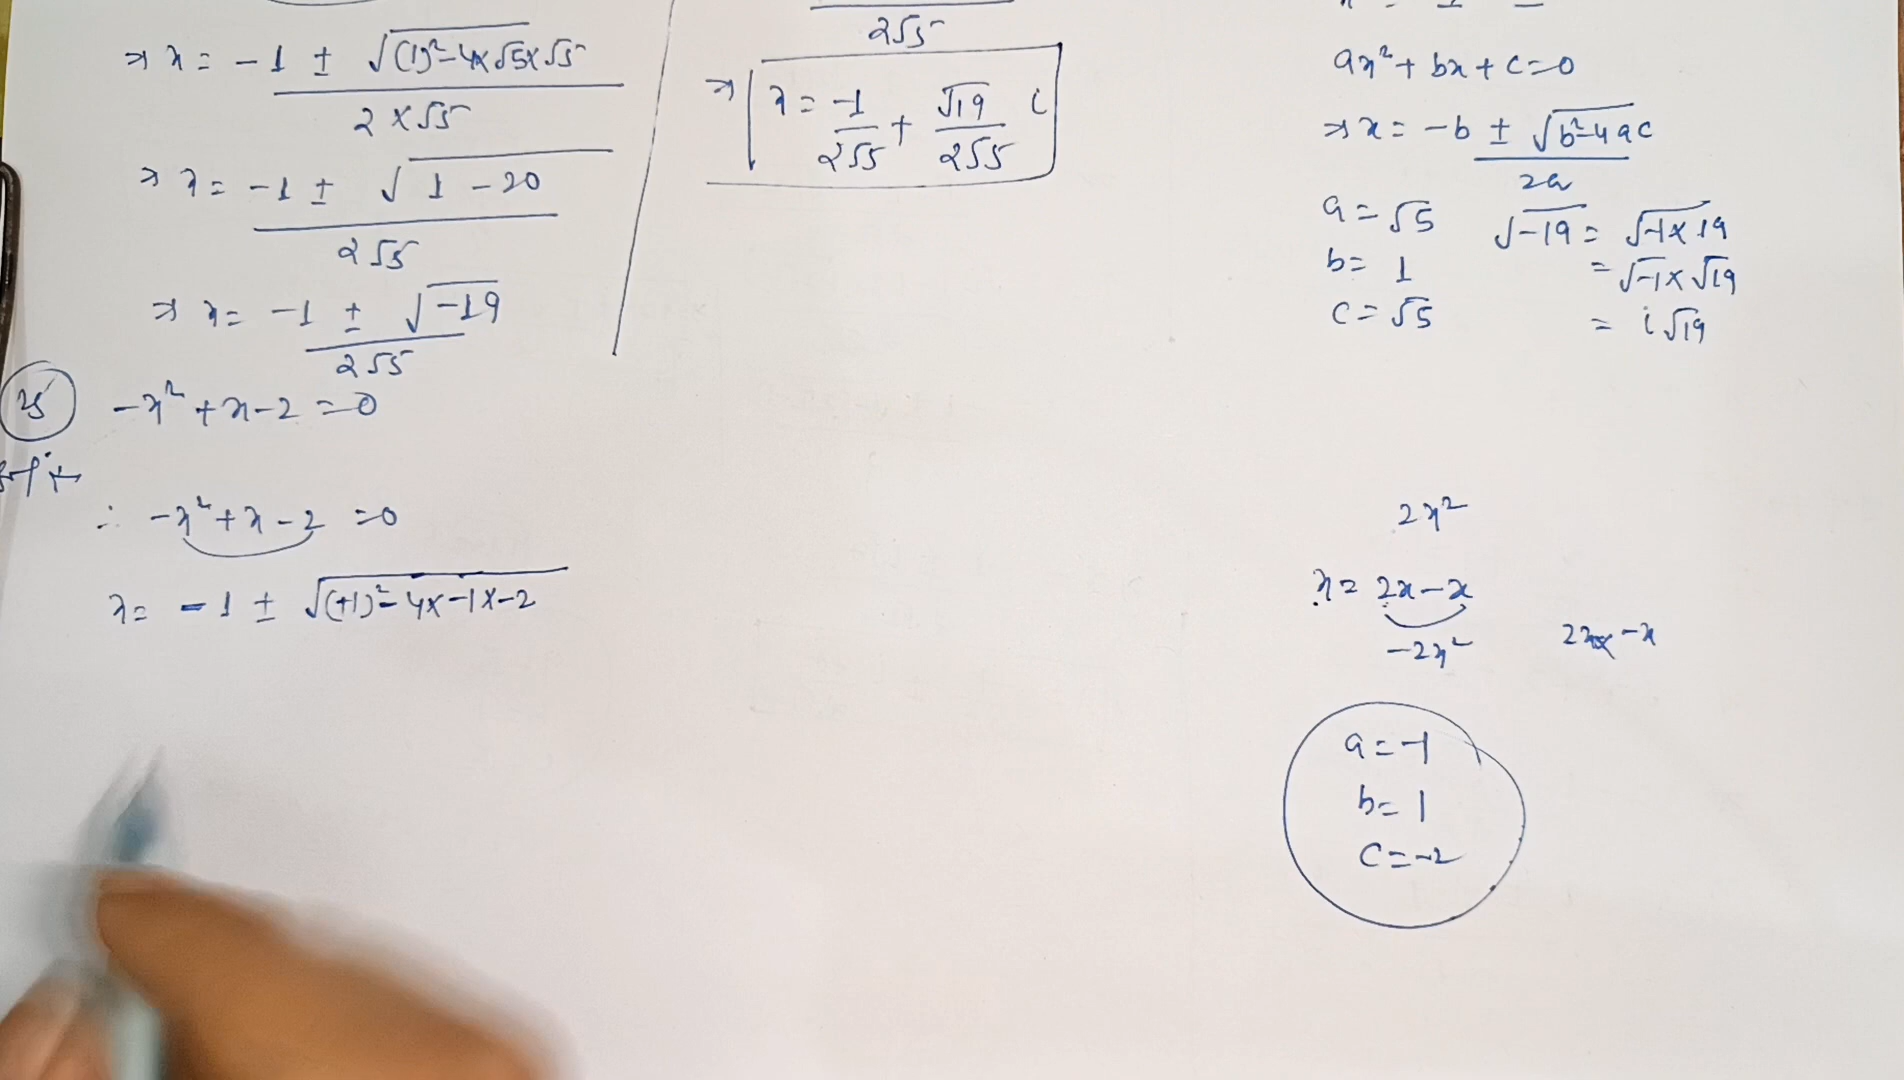 ⇒ x = -1 ± √(1)²-4×√5×√5
2×√5
⇒ x = -1 ± √1-20
2√5
⇒ x = -1 ± √-19
2√5
2√5
⇒ x = -1/2√5 + √19/2√5 i
ax²+bx+c=0
⇒ x = -b ± √b²-4ac
2a
a=√5
b= 1
c=√5
√-19 = √-1×19
= √-1×√19
= i√19
-x²+x-2=0
∴ -x²+x-2=0
x= -1 ± √(+1)²-4×-1×-2
2x²
x= 2x-x
-2x²
a=-1
b=1
c=-2